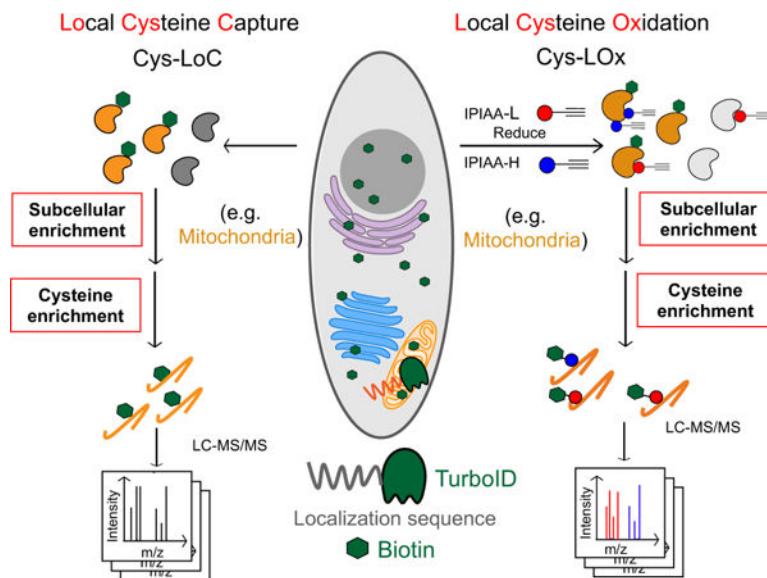 Local Cysteine Capture
Cys-LoC
Local Cysteine Oxidation
Cys-LOx
IPIAA-L
Reduce
IPIAA-H
Subcellular
enrichment
(e.g.
Mitochondria)
(e.g.
Mitochondria)
Subcellular
enrichment
Cysteine
enrichment
Cysteine
enrichment
LC-MS/MS
LC-MS/MS
Intensity
m/z
m/z
m/z
TurboID
Localization sequence
Biotin
Intensity
m/z
m/z
m/z